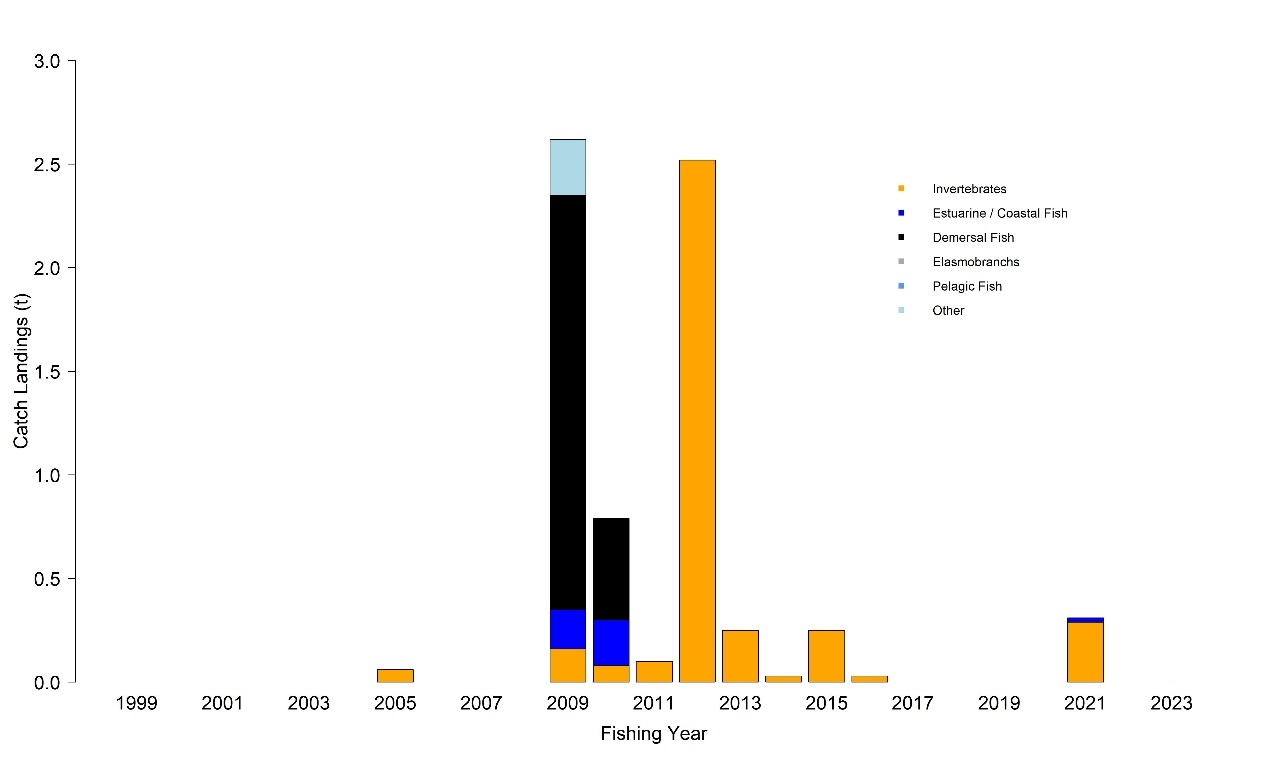 3.0
2.5
2.0
1.5
1.0
0.5
0.0
Catch Landings (t)
Invertebrates
Estuarine / Coastal Fish
Demersal Fish
Elasmobranchs
Pelagic Fish
Other
1999 2001 2003 2005 2007 2009 2011 2013 2015 2017 2019 2021 2023
Fishing Year